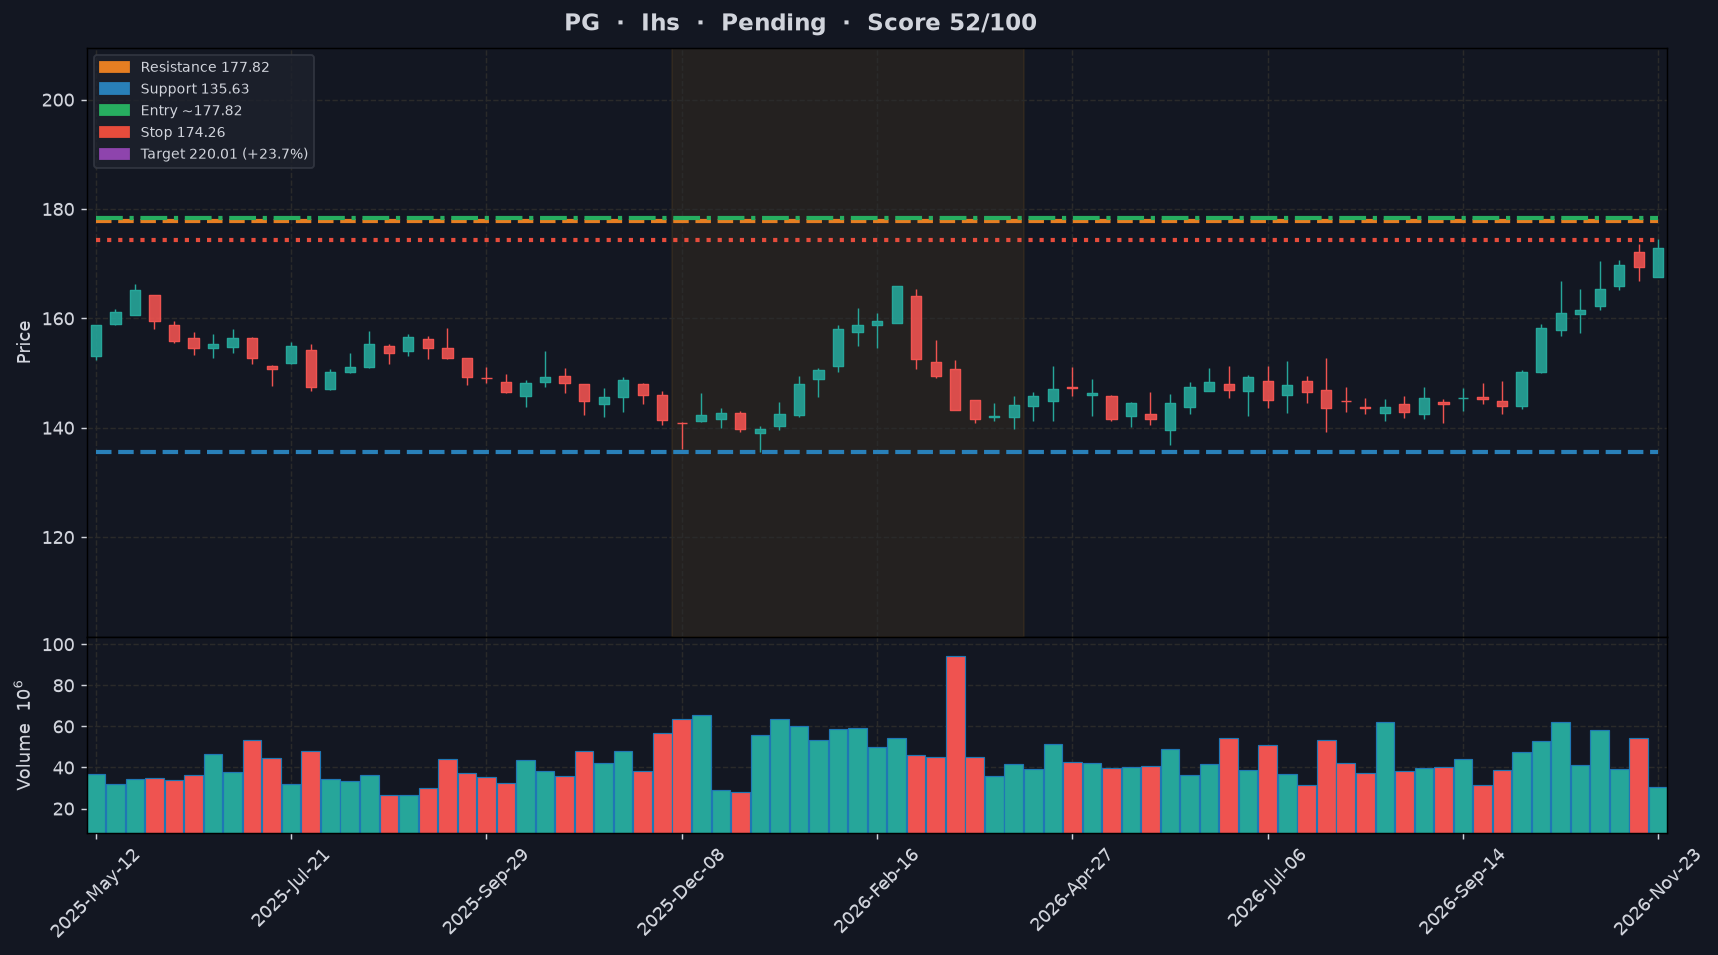 PG · Ihs · Pending · Score 52/100
Resistance 177.82
Support 135.63
Entry ~177.82
Stop 174.26
Target 220.01 (+23.7%)
200
180
160
140
120
Price
100
80
60
40
20
Volume 10⁶
2025-May-12
2025-Jul-21
2025-Sep-29
2025-Dec-08
2026-Feb-16
2026-Apr-27
2026-Jul-06
2026-Sep-14
2026-Nov-23